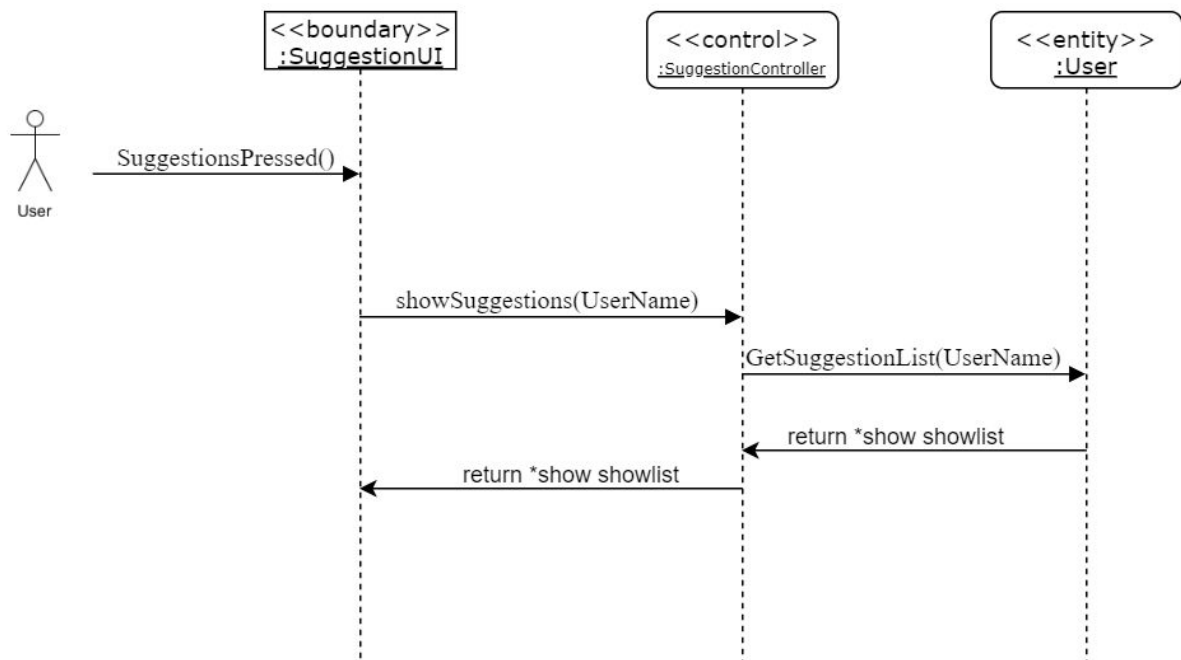 <<boundary>>
:SuggestionUI
<<control>>
:SuggestionController
<<entity>>
:User
SuggestionsPressed()
User
showSuggestions(UserName)
GetSuggestionList(UserName)
return *show showlist
return *show showlist